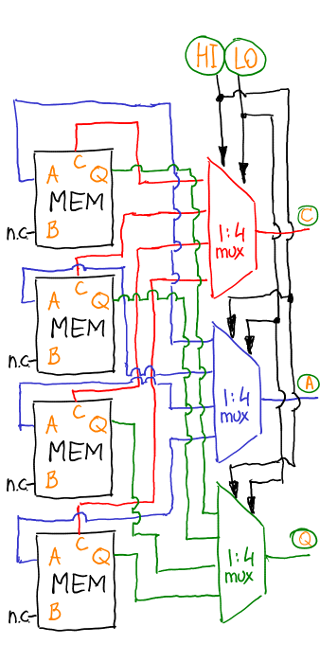 HI LO
C
A Q
MEM
n.c. B
1:4
mux
C
C
A Q
MEM
n.c. B
1:4
mux
A
C
A Q
MEM
n.c. B
C
A Q
MEM
n.c. B
1:4
mux
Q